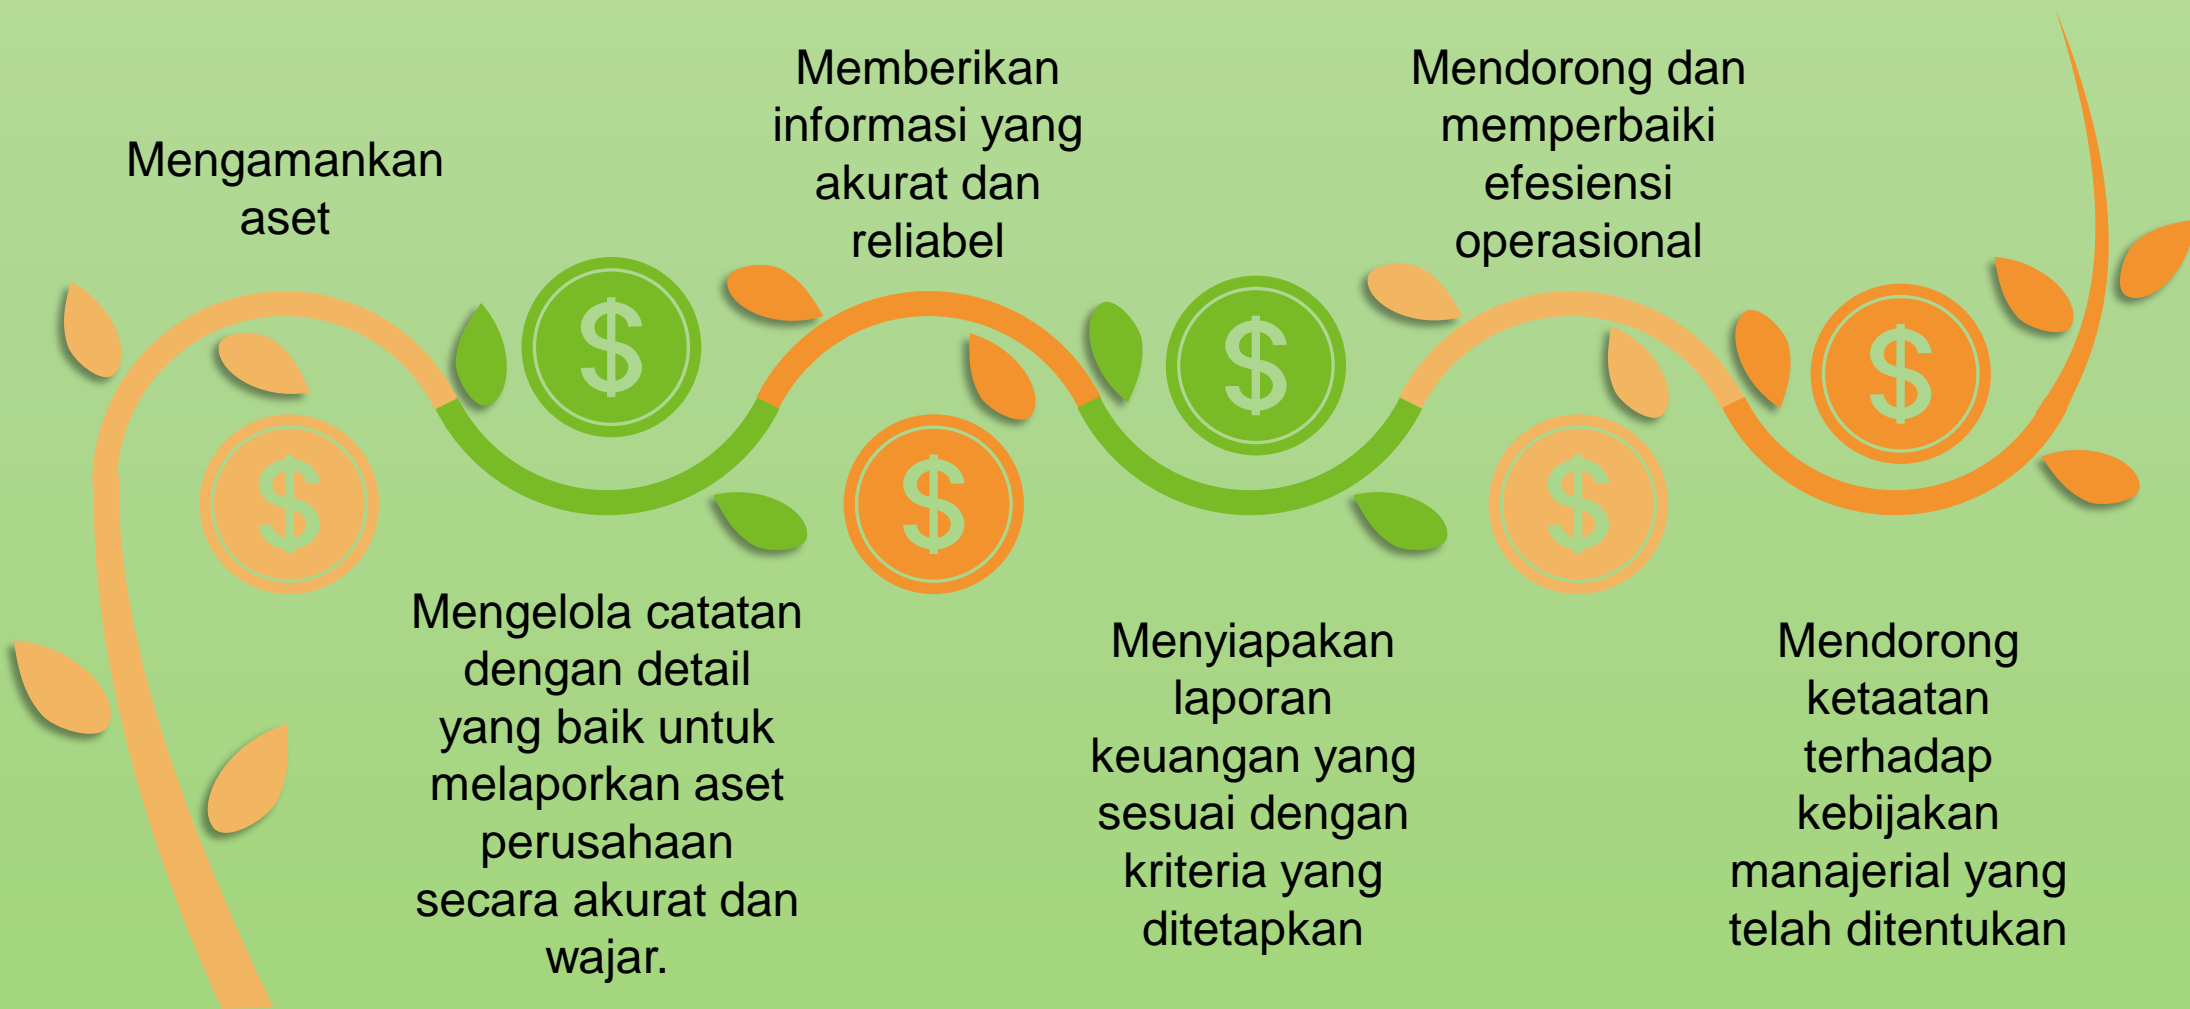 Mengamankan
aset
Mengelola catatan
dengan detail
yang baik untuk
melaporkan aset
perusahaan
secara akurat dan
wajar.
Memberikan
informasi yang
akurat dan
reliabel
Menyiapakan
laporan
keuangan yang
sesuai dengan
kriteria yang
ditetapkan
Mendorong dan
memperbaiki
efesiensi
operasional
Mendorong
ketaatan
terhadap
kebijakan
manajerial yang
telah ditentukan
$
$
$
$
$
$